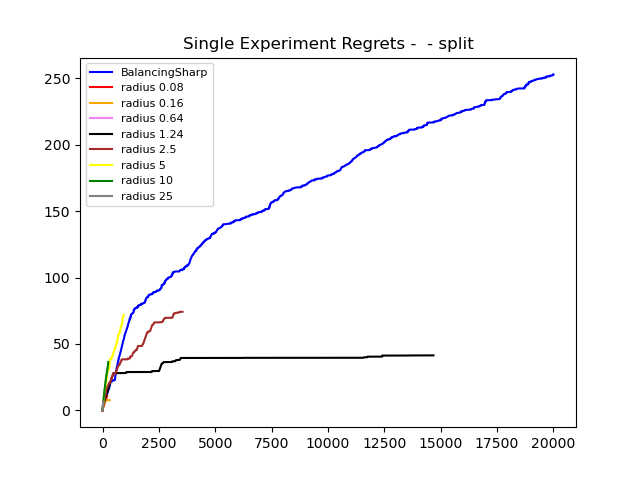 Single Experiment Regrets -  - split
BalancingSharp
radius 0.08
radius 0.16
radius 0.64
radius 1.24
radius 2.5
radius 5
radius 10
radius 25
250
200
150
100
50
0
0 2500 5000 7500 10000 12500 15000 17500 20000